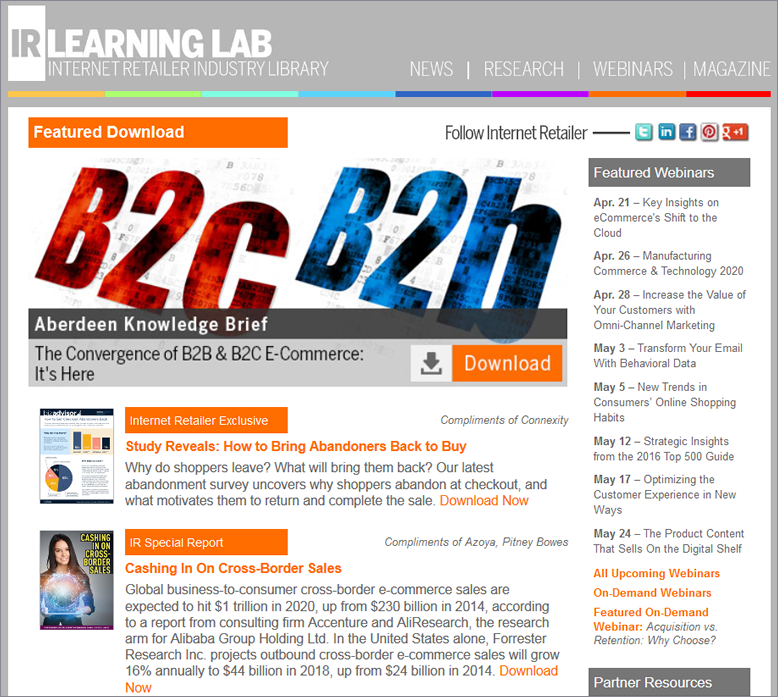 IR LEARNING LAB
INTERNET RETAILER INDUSTRY LIBRARY
NEWS | RESEARCH | WEBINARS | MAGAZINE
Featured Download
Follow Internet Retailer
B2C B2b
Aberdeen Knowledge Brief
The Convergence of B2B & B2C E-Commerce:
It's Here
Download
Internet Retailer Exclusive
Compliments of Connexity
Study Reveals: How to Bring Abandoners Back to Buy
Why do shoppers leave? What will bring them back? Our latest
abandonment survey uncovers why shoppers abandon at checkout, and
what motivates them to return and complete the sale. Download Now
CASHING
IN ON
CROSS-
BORDER
SALES
IR Special Report
Compliments of Azoya, Pitney Bowes
Cashing In On Cross-Border Sales
Global business-to-consumer cross-border e-commerce sales are
expected to hit $1 trillion in 2020, up from $230 billion in 2014, according
to a report from consulting firm Accenture and AliResearch, the research
arm for Alibaba Group Holding Ltd. In the United States alone, Forrester
Research Inc. projects outbound cross-border e-commerce sales will grow
16% annually to $44 billion in 2018, up from $24 billion in 2014. Download
Now
Featured Webinars
Apr. 21 – Key Insights on
eCommerce's Shift to the
Cloud
Apr. 26 – Manufacturing
Commerce & Technology 2020
Apr. 28 – Increase the Value of
Your Customers with
Omni-Channel Marketing
May 3 – Transform Your Email
With Behavioral Data
May 5 – New Trends in
Consumers' Online Shopping
Habits
May 12 – Strategic Insights
from the 2016 Top 500 Guide
May 17 – Optimizing the
Customer Experience in New
Ways
May 24 – The Product Content
That Sells On the Digital Shelf
All Upcoming Webinars
On-Demand Webinars
Featured On-Demand
Webinar: Acquisition vs.
Retention: Why Choose?
Partner Resources